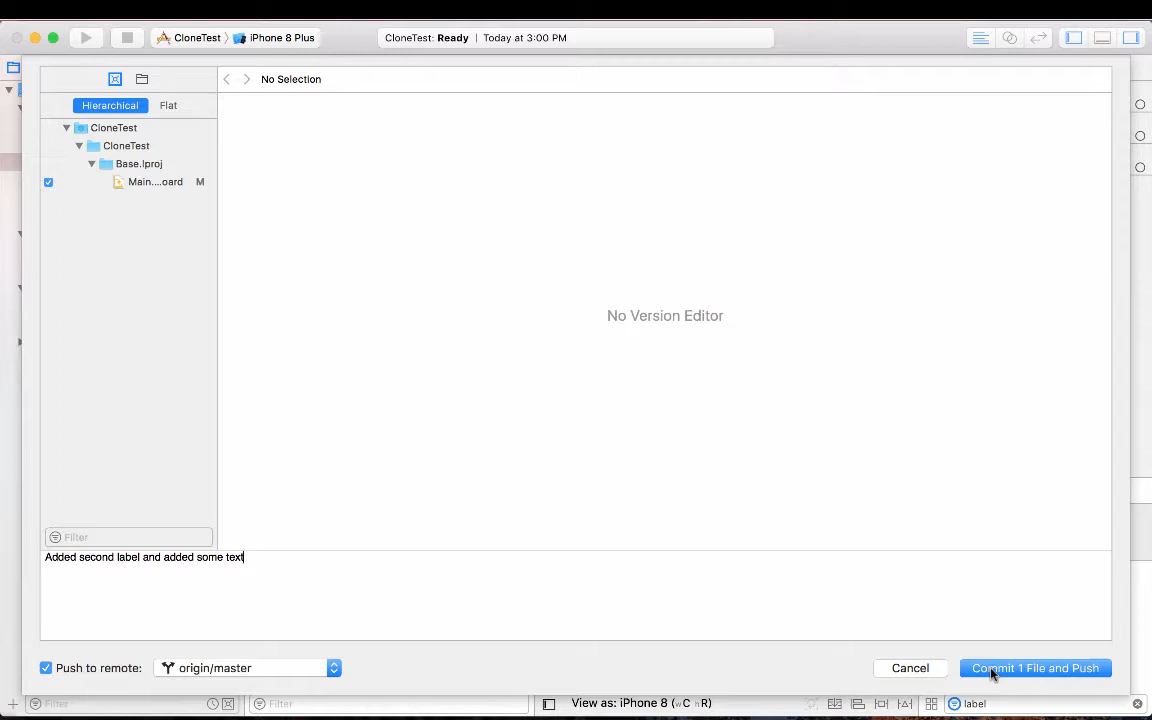 CloneTest
iPhone 8 Plus
CloneTest: Ready
Today at 3:00 PM
No Selection
Hierarchical
Flat
CloneTest
CloneTest
Base.lproj
Main....oard
M
No Version Editor
Filter
Added second label and added some text
Push to remote:
origin/master
Cancel
Commit 1 File and Push
Filter
Filter
View as: iPhone 8 (wC hR)
label